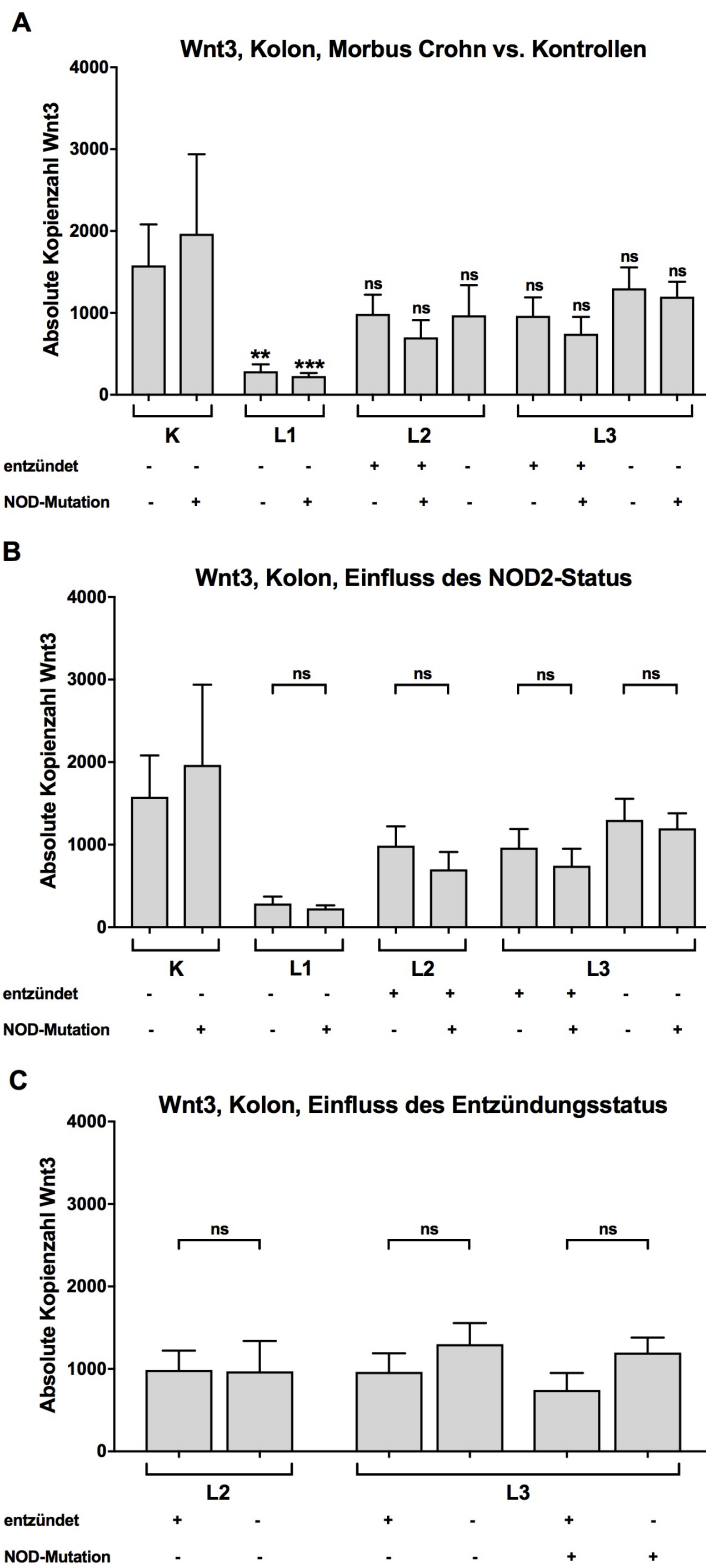 A
Wnt3, Kolon, Morbus Crohn vs. Kontrollen
Absolute Kopienzahl Wnt3
4000
3000
2000
1000
0
** *** ns ns ns ns ns ns ns
K L1 L2 L3
entzündet - - - - + + - + + - -
NOD-Mutation - + - + - + - - + - +
B
Wnt3, Kolon, Einfluss des NOD2-Status
Absolute Kopienzahl Wnt3
4000
3000
2000
1000
0
ns ns ns ns
K L1 L2 L3
entzündet - - - - + + + + - -
NOD-Mutation - + - + - + - + - +
C
Wnt3, Kolon, Einfluss des Entzündungsstatus
Absolute Kopienzahl Wnt3
4000
3000
2000
1000
0
ns ns ns
L2 L3
entzündet + - + - + -
NOD-Mutation - - - - + +